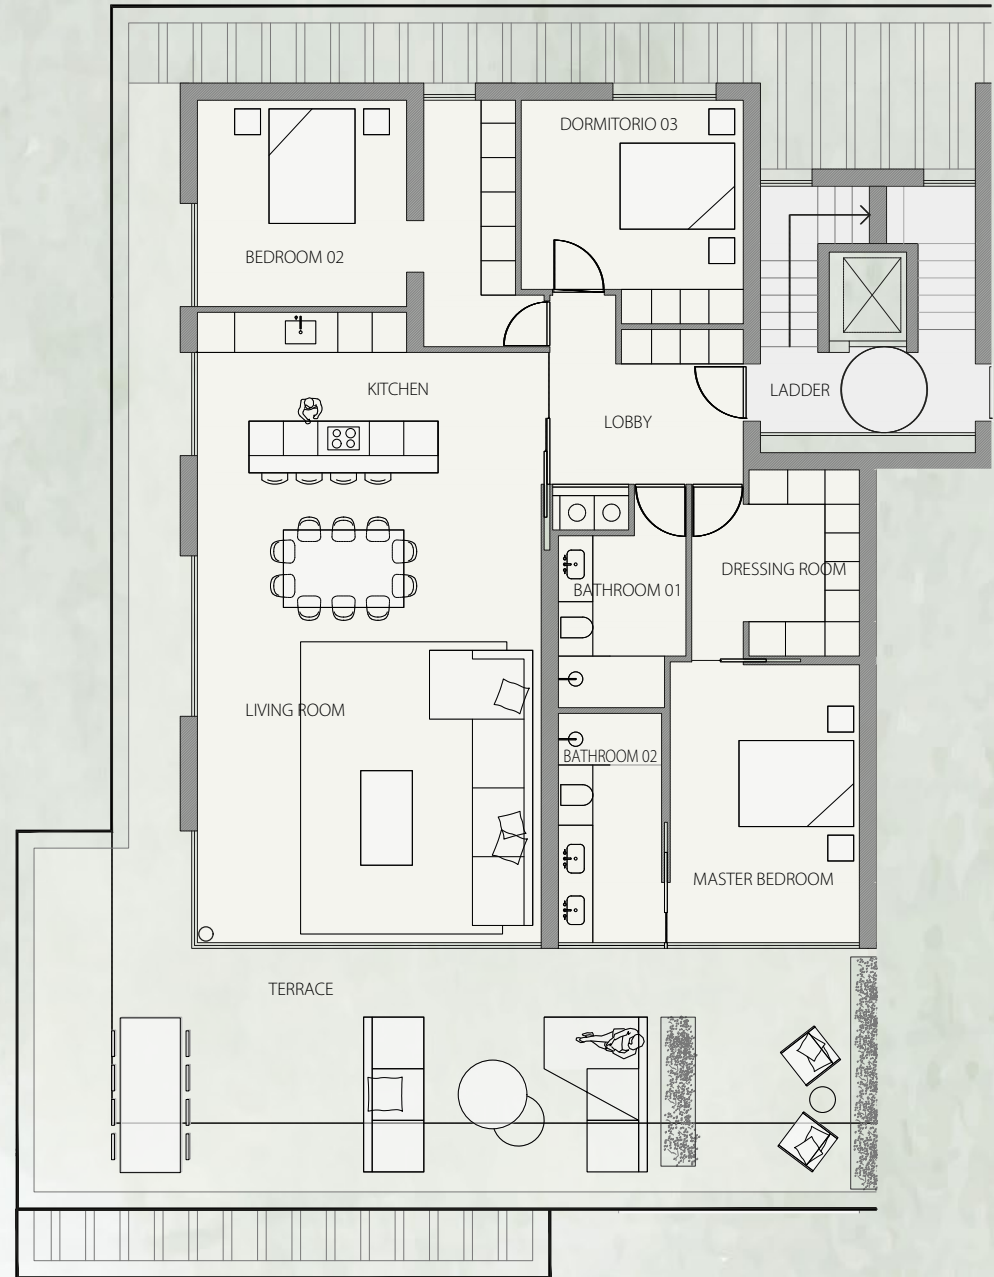 DORMITORIO 03
BEDROOM 02
KITCHEN
LADDER
LOBBY
DRESSING ROOM
BATHROOM 01
LIVING ROOM
BATHROOM 02
MASTER BEDROOM
TERRACE